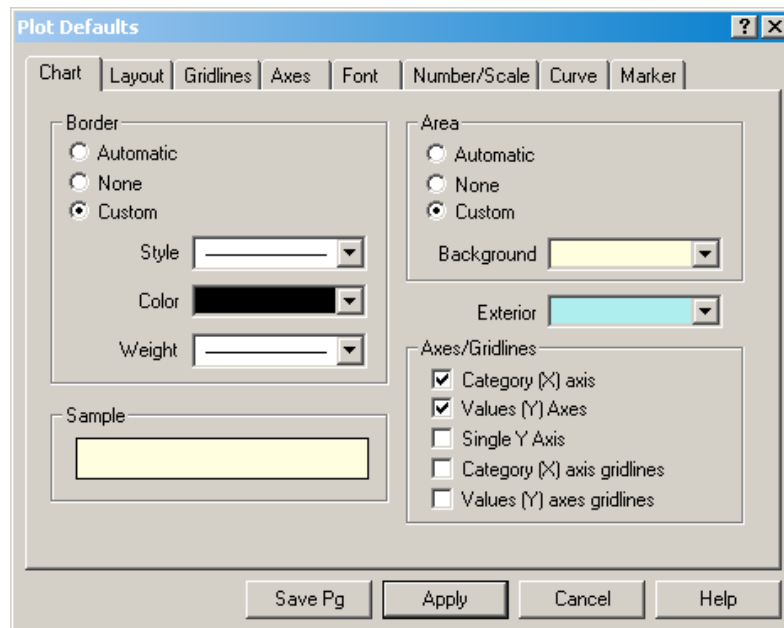 Plot Defaults
Chart Layout Gridlines Axes Font Number/Scale Curve Marker
Border
Automatic
None
Custom
Style
Color
Weight
Sample
Area
Automatic
None
Custom
Background
Exterior
Axes/Gridlines
Category (X) axis
Values (Y) Axes
Single Y Axis
Category (X) axis gridlines
Values (Y) axes gridlines
Save Pg Apply Cancel Help